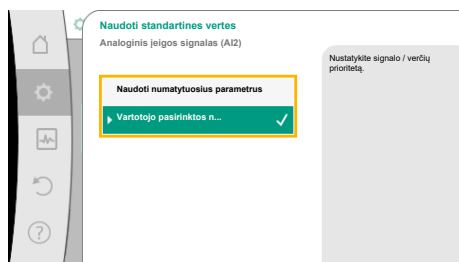 Naudoti standartines vertes
Analoginis įeigos signalas (AI2)
Nustatykite signalo / verčių
prioritetą.
Naudoti numatytuosius parametrus
Vartotojo pasirinktos n...
?